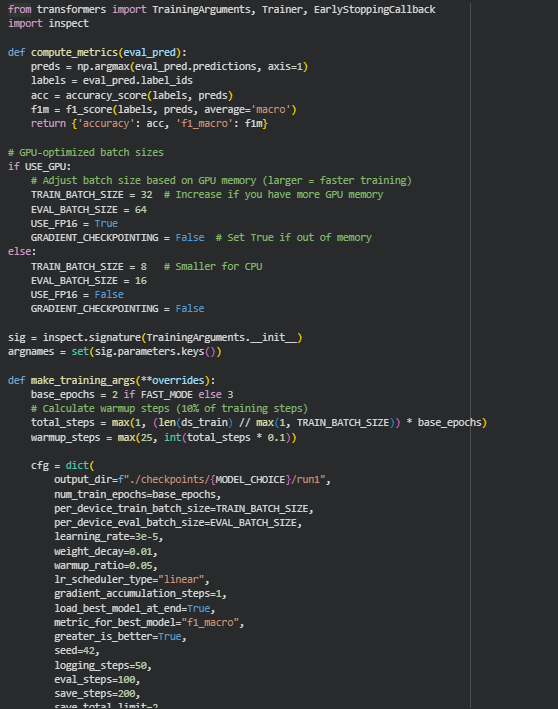 from transformers import TrainingArguments, Trainer, EarlyStoppingCallback
import inspect

def compute_metrics(eval_pred):
    preds = np.argmax(eval_pred.predictions, axis=1)
    labels = eval_pred.label_ids
    acc = accuracy_score(labels, preds)
    f1m = f1_score(labels, preds, average='macro')
    return {'accuracy': acc, 'f1_macro': f1m}

# GPU-optimized batch sizes
if USE_GPU:
    # Adjust batch size based on GPU memory (larger = faster training)
    TRAIN_BATCH_SIZE = 32  # Increase if you have more GPU memory
    EVAL_BATCH_SIZE = 64
    USE_FP16 = True
    GRADIENT_CHECKPOINTING = False  # Set True if out of memory
else:
    TRAIN_BATCH_SIZE = 8   # Smaller for CPU
    EVAL_BATCH_SIZE = 16
    USE_FP16 = False
    GRADIENT_CHECKPOINTING = False

sig = inspect.signature(TrainingArguments.__init__)
argnames = set(sig.parameters.keys())

def make_training_args(**overrides):
    base_epochs = 2 if FAST_MODE else 3
    # Calculate warmup steps (10% of training steps)
    total_steps = max(1, (len(ds_train) // max(1, TRAIN_BATCH_SIZE)) * base_epochs)
    warmup_steps = max(25, int(total_steps * 0.1))

    cfg = dict(
        output_dir=f"./checkpoints/{MODEL_CHOICE}/run1",
        num_train_epochs=base_epochs,
        per_device_train_batch_size=TRAIN_BATCH_SIZE,
        per_device_eval_batch_size=EVAL_BATCH_SIZE,
        learning_rate=3e-5,
        weight_decay=0.01,
        warmup_ratio=0.05,
        lr_scheduler_type="linear",
        gradient_accumulation_steps=1,
        load_best_model_at_end=True,
        metric_for_best_model="f1_macro",
        greater_is_better=True,
        seed=42,
        logging_steps=50,
        eval_steps=100,
        save_steps=200,
        save_total_limit=2